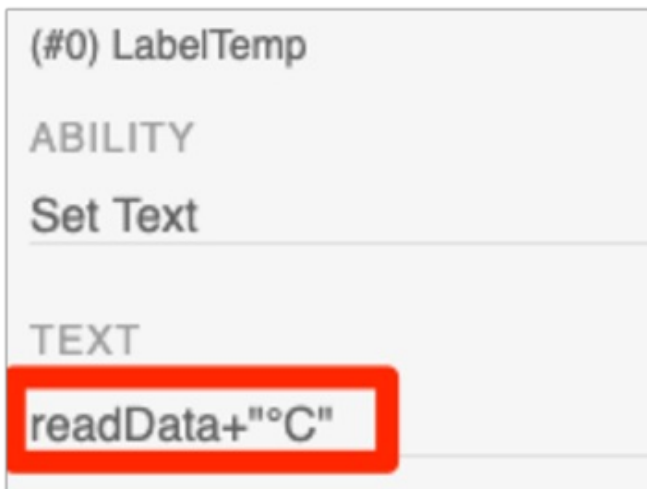 (#0) LabelTemp
ABILITY
Set Text
TEXT
readData+"°C"